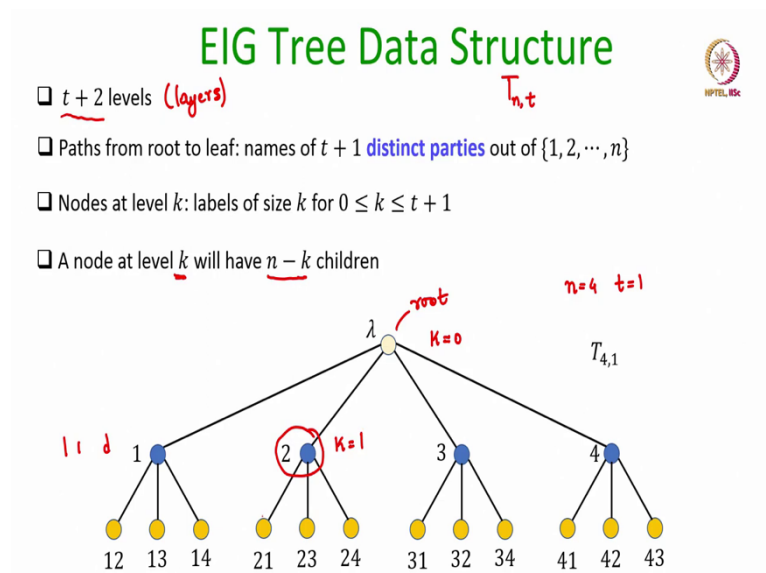 EIG Tree Data Structure
NPTEL, IISc
T_{n,t}
❑ t + 2 levels (layers)
❑ Paths from root to leaf: names of t + 1 distinct parties out of {1, 2, ⋯, n}
❑ Nodes at level k: labels of size k for 0 ≤ k ≤ t + 1
❑ A node at level k will have n − k children
n=4 t=1
root
λ
K=0
T_{4,1}
1 2 K=1 3 4
12 13 14 21 23 24 31 32 34 41 42 43